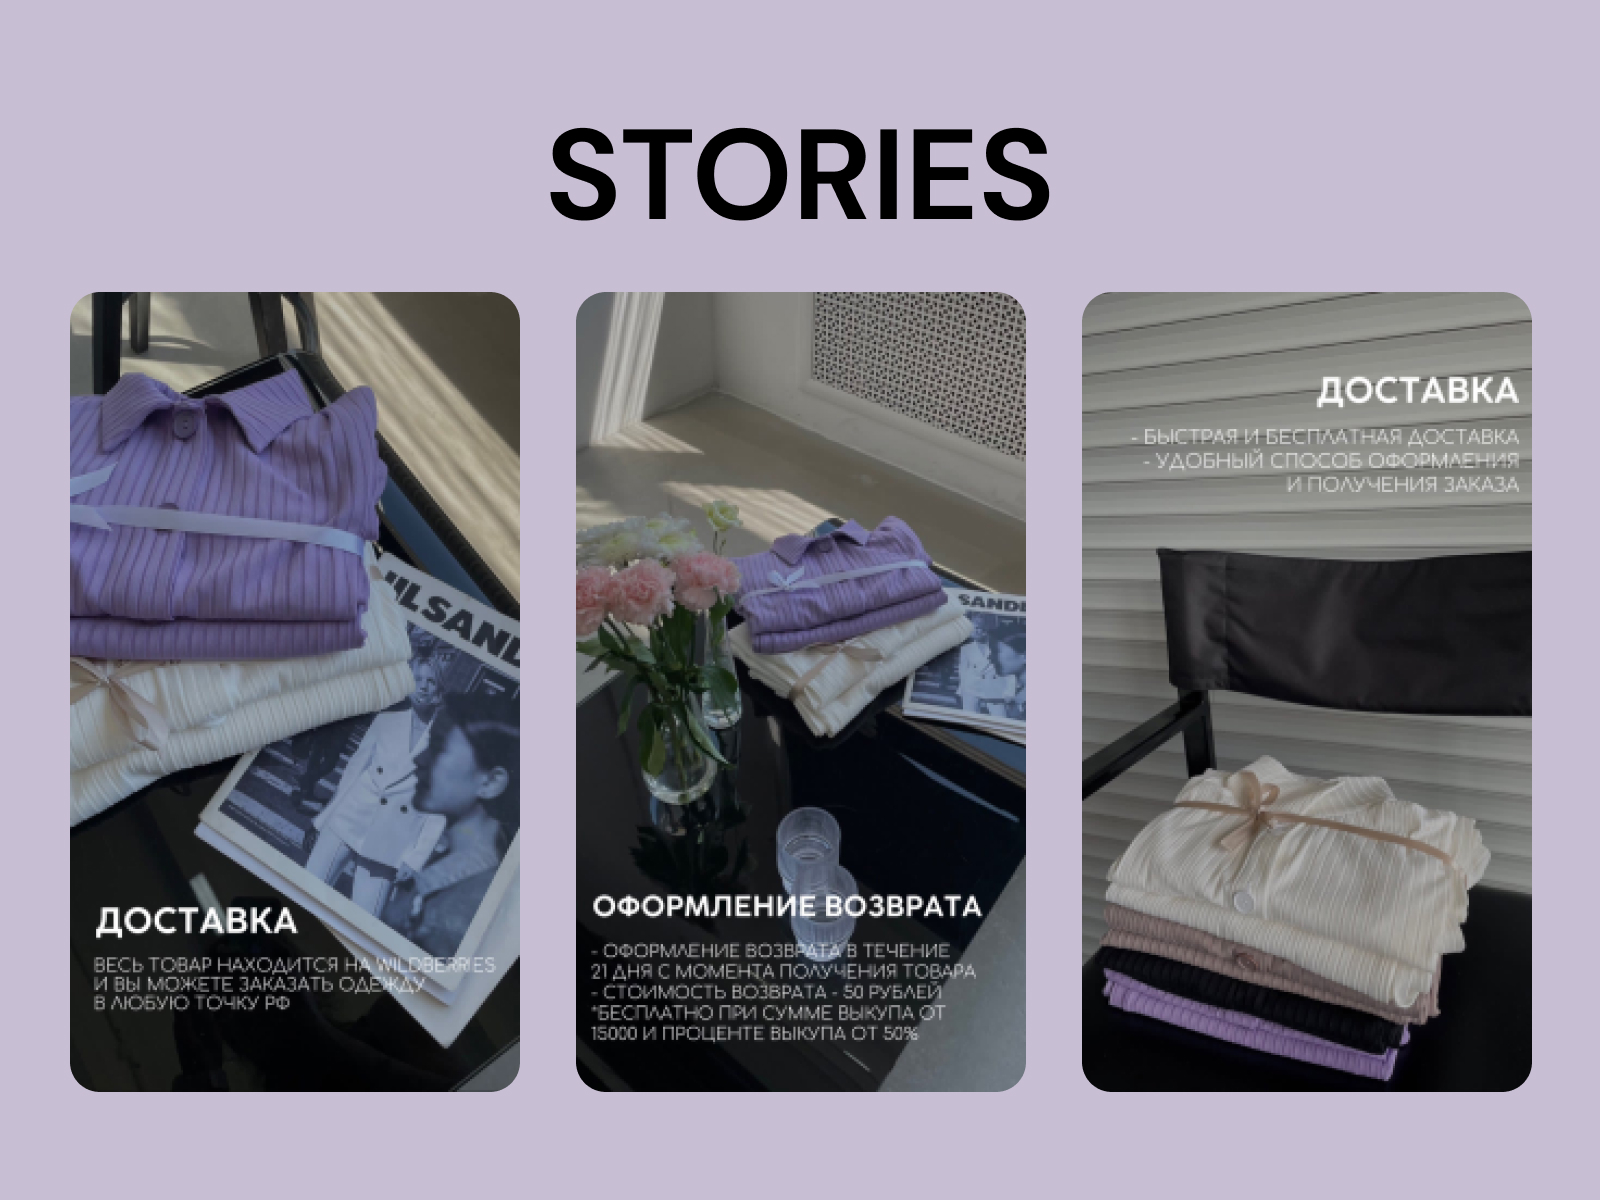 STORIES
ДОСТАВКА
ВЕСЬ ТОВАР НАХОДИТСЯ НА WILDBERRIES
И ВЫ МОЖЕТЕ ЗАКАЗАТЬ ОДЕЖДУ
В ЛЮБУЮ ТОЧКУ РФ
ОФОРМЛЕНИЕ ВОЗВРАТА
- ОФОРМЛЕНИЕ ВОЗВРАТА В ТЕЧЕНИЕ
21 ДНЯ С МОМЕНТА ПОЛУЧЕНИЯ ТОВАРА
- СТОИМОСТЬ ВОЗВРАТА - 50 РУБЛЕЙ
*БЕСПЛАТНО ПРИ СУММЕ ВЫКУПА ОТ
15000 И ПРОЦЕНТЕ ВЫКУПА ОТ 50%
SANDE
ДОСТАВКА
- БЫСТРАЯ И БЕСПЛАТНАЯ ДОСТАВКА
- УДОБНЫЙ СПОСОБ ОФОРМЛЕНИЯ
И ПОЛУЧЕНИЯ ЗАКАЗА